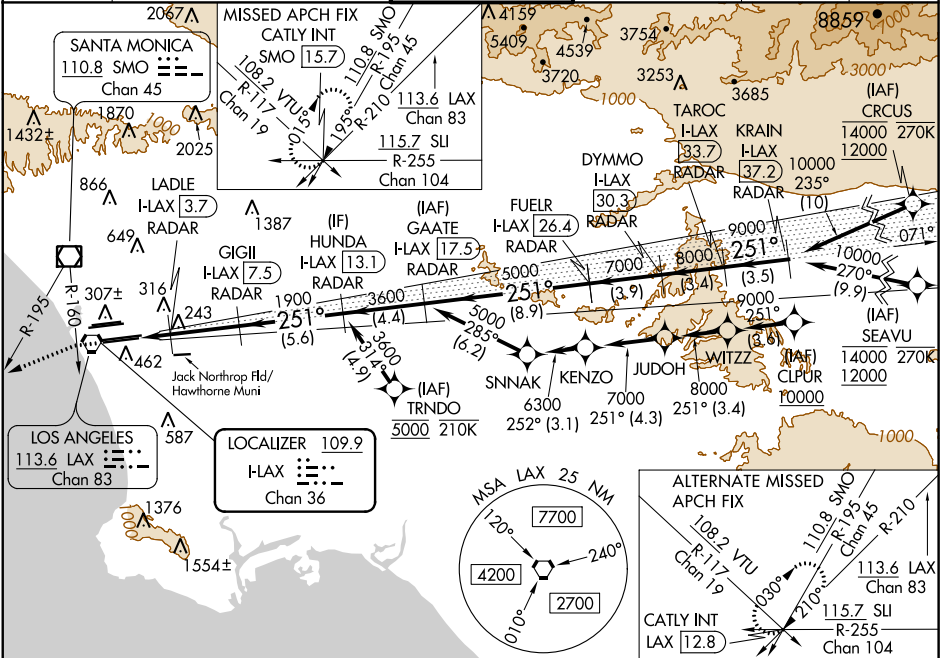 2067
MISSED APCH FIX
CATLY INT
SMO 15.7
108.2 VTU
R-117
Chan 19
110.8 SMO
R-195
Chan 45
R-210
015°
195°
113.6 LAX
Chan 83
115.7 SLI
R-255
Chan 104
4159
5409
4539
3754
3720
3253
3685
8859
7000
3000
1000
SANTA MONICA
110.8 SMO
Chan 45
1432±
1870
1000
2025
866
649
1387
307±
316
243
462
587
(IAF)
CRCUS
14000 270K
12000
TAROC
I-LAX
33.7
RADAR
KRAIN
I-LAX
37.2
RADAR
10000
235°
(10)
DYMMO
I-LAX
30.3
RADAR
FUELR
I-LAX 26.4
RADAR
(IAF)
GAATE
I-LAX 17.5
RADAR
(IF)
HUNDA
I-LAX 13.1
RADAR
GIGII
I-LAX 7.5
RADAR
LADLE
I-LAX 3.7
RADAR
R-195
R-160
071°
1900
251°
(5.6)
3600
(4.4)
5000
251°
(8.9)
7000
(3.9)
8000
(3.4)
9000
251°
(3.5)
10000
270°
(9.9)
3600
314°
(4.9)
5000
285°
(6.2)
9000
251°
(3.6)
(IAF)
SEAVU
14000 270K
12000
(IAF)
TRNDO
5000 210K
SNNAK
KENZO
JUDOH
WITZZ
(IAF)
CLPUR
10000
6300
252° (3.1)
7000
251° (4.3)
8000
251° (3.4)
Jack Northrop Fld/
Hawthorne Muni
LOS ANGELES
113.6 LAX
Chan 83
LOCALIZER 109.9
I-LAX
Chan 36
1000
1376
1554±
1000
MSA LAX 25 NM
120°
240°
010°
7700
4200
2700
ALTERNATE MISSED
APCH FIX
108.2 VTU
R-117
Chan 19
110.8 SMO
R-195
Chan 45
R-210
030°
210°
113.6 LAX
Chan 83
115.7 SLI
R-255
Chan 104
CATLY INT
LAX 12.8